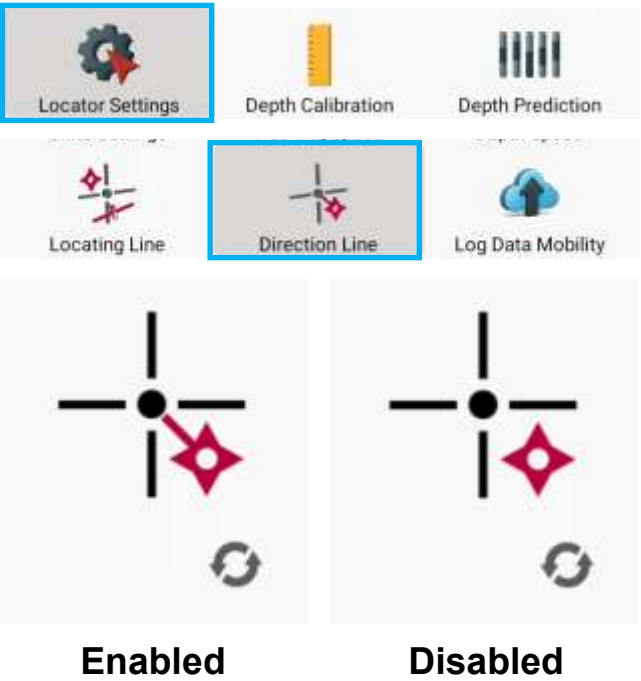 Locator Settings Depth Calibration Depth Prediction
Locating Line Direction Line Log Data Mobility
Enabled Disabled